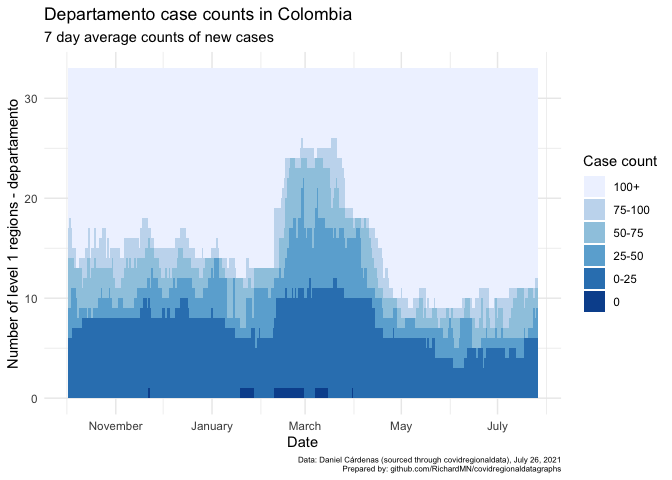 Departamento case counts in Colombia
7 day average counts of new cases
Number of level 1 regions - departamento
30
20
10
0
November
January
March
May
July
Date
Case count
100+
75-100
50-75
25-50
0-25
0
Data: Daniel Cárdenas (sourced through covidregionaldata), July 26, 2021
Prepared by: github.com/RichardMN/covidregionaldatagraphs